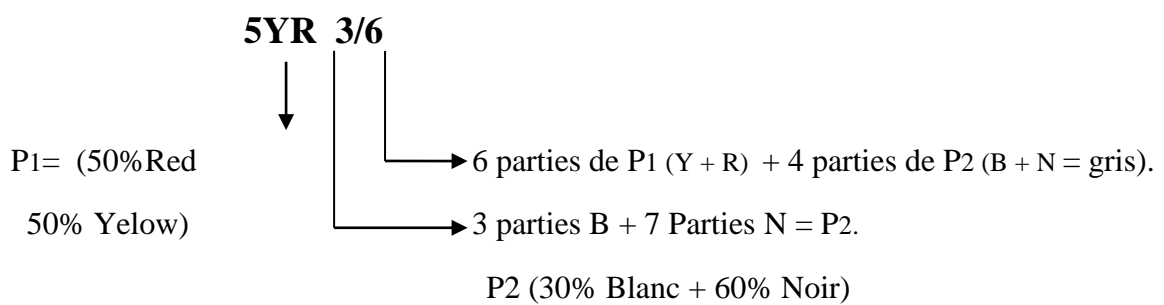 5YR 3/6
P1= (50%Red 6 parties de P1 (Y + R) + 4 parties de P2 (B + N = gris).
50% Yelow) 3 parties B + 7 Parties N = P2.
P2 (30% Blanc + 60% Noir)